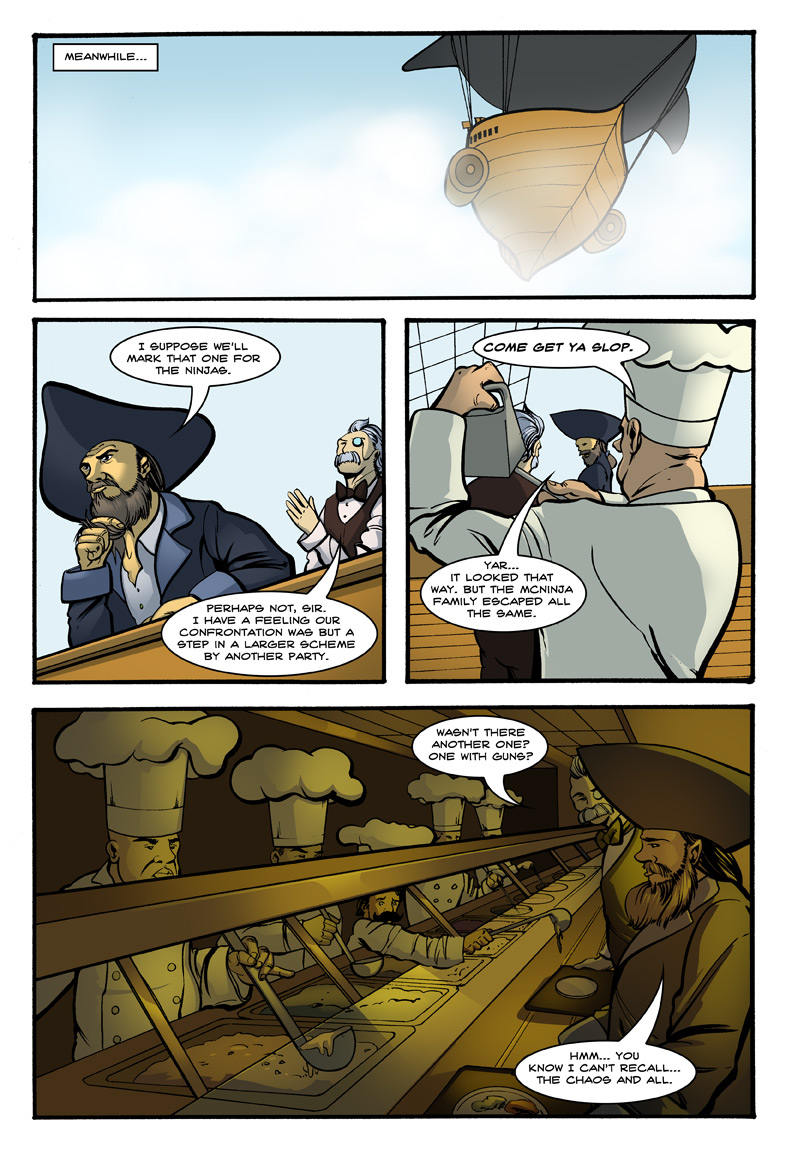 MEANWHILE...
I SUPPOSE WE'LL
MARK THAT ONE FOR
THE NINJAS.
PERHAPS NOT, SIR.
I HAVE A FEELING OUR
CONFRONTATION WAS BUT A
STEP IN A LARGER SCHEME
BY ANOTHER PARTY.
COME GET YA SLOP.
YAR...
IT LOOKED THAT
WAY. BUT THE MCNINJA
FAMILY ESCAPED ALL
THE SAME.
WASN'T THERE
ANOTHER ONE?
ONE WITH GUNS?
HMM... YOU
KNOW I CAN'T RECALL...
THE CHAOS AND ALL.